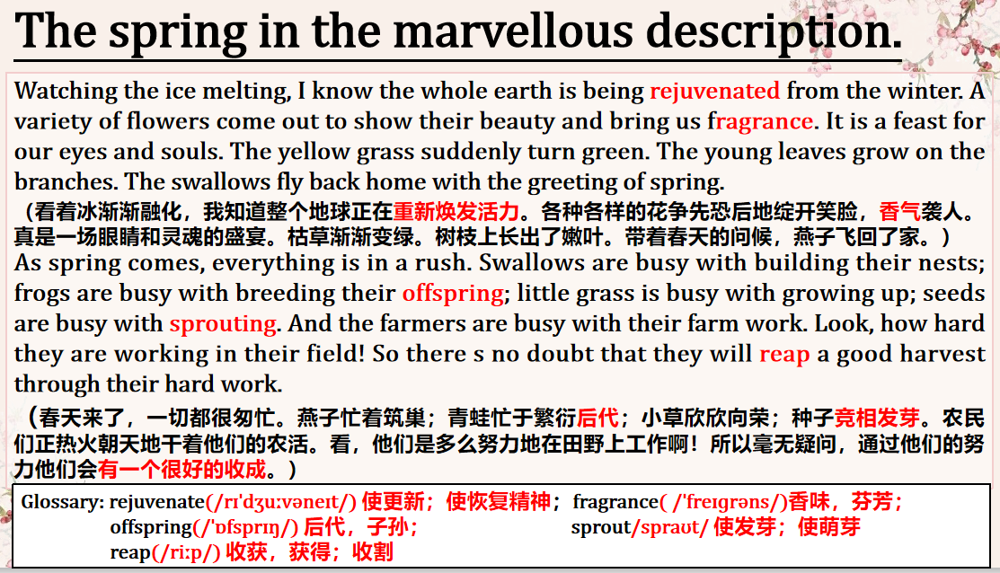 The spring in the marvellous description.
Watching the ice melting, I know the whole earth is being rejuvenated from the winter. A
variety of flowers come out to show their beauty and bring us fragrance. It is a feast for
our eyes and souls. The yellow grass suddenly turn green. The young leaves grow on the
branches. The swallows fly back home with the greeting of spring.
（看着冰渐渐融化，我知道整个地球正在重新焕发活力。各种各样的花争先恐后地绽开笑脸，香气袭人。
真是一场眼睛和灵魂的盛宴。枯草渐渐变绿。树枝上长出了嫩叶。带着春天的问候，燕子飞回了家。）
As spring comes, everything is in a rush. Swallows are busy with building their nests;
frogs are busy with breeding their offspring; little grass is busy with growing up; seeds
are busy with sprouting. And the farmers are busy with their farm work. Look, how hard
they are working in their field! So there s no doubt that they will reap a good harvest
through their hard work.
（春天来了，一切都很匆忙。燕子忙着筑巢；青蛙忙于繁衍后代；小草欣欣向荣；种子竞相发芽。农民
们正热火朝天地干着他们的农活。看，他们是多么努力地在田野上工作啊！所以毫无疑问，通过他们的努
力他们会有一个很好的收成。）
Glossary: rejuvenate(/rɪˈdʒuːvəneɪt/) 使更新；使恢复精神；fragrance( /ˈfreɪɡrəns/)香味，芬芳；
offspring(/ˈɒfsprɪŋ/) 后代，子孙； sprout/spraʊt/ 使发芽；使萌芽
reap(/riːp/) 收获，获得；收割